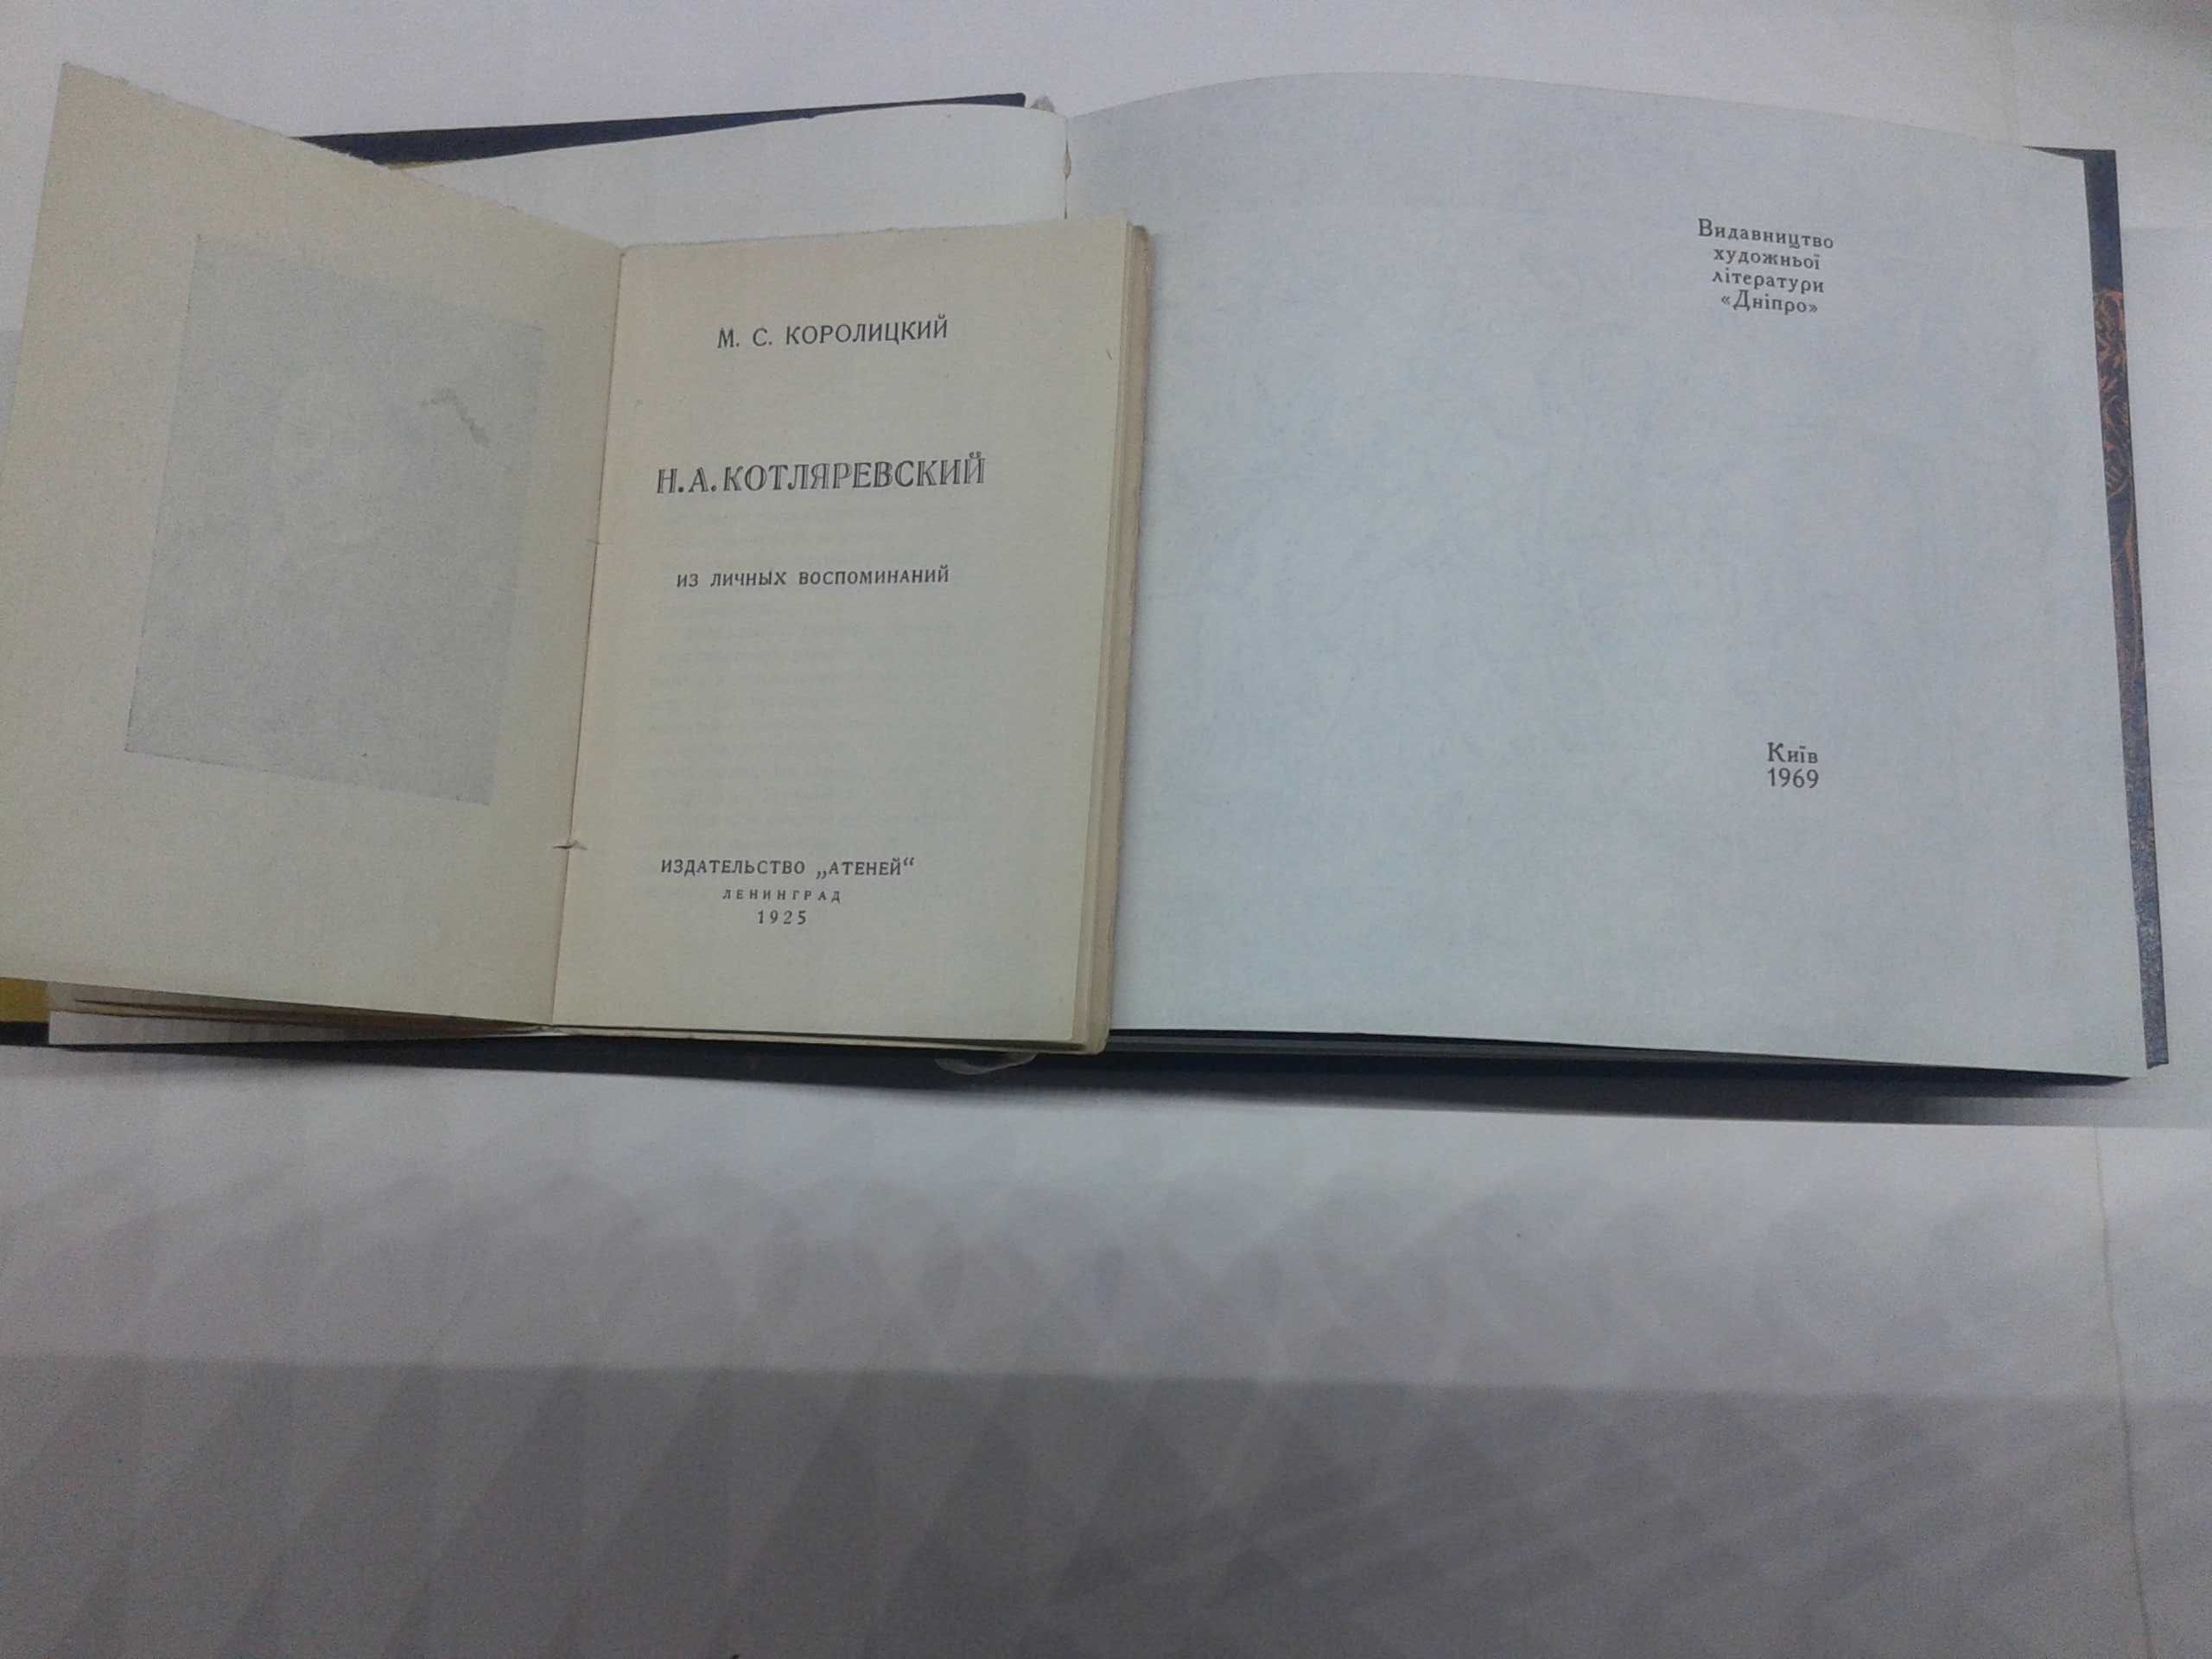 М. С. КОРОЛИЦКИЙ
Н. А. КОТЛЯРЕВСКИЙ
ИЗ ЛИЧНЫХ ВОСПОМИНАНИЙ
ИЗДАТЕЛЬСТВО „АТЕНЕЙ“
ЛЕНИНГРАД
1925
Видавництво
художньої
літератури
«Дніпро»
Київ
1969